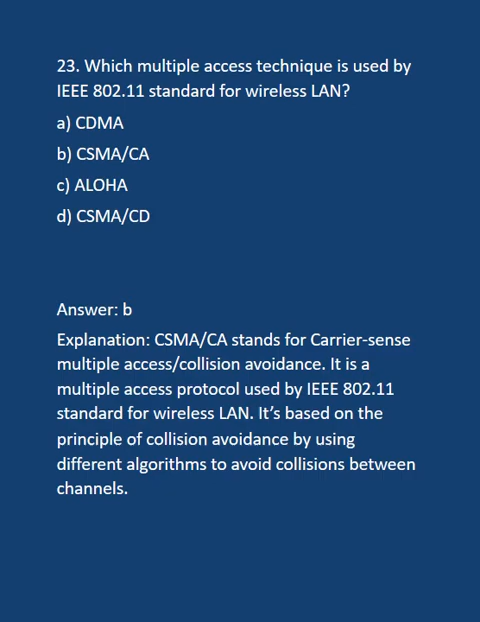 23. Which multiple access technique is used by
IEEE 802.11 standard for wireless LAN?
a) CDMA
b) CSMA/CA
c) ALOHA
d) CSMA/CD
Answer: b
Explanation: CSMA/CA stands for Carrier-sense
multiple access/collision avoidance. It is a
multiple access protocol used by IEEE 802.11
standard for wireless LAN. It’s based on the
principle of collision avoidance by using
different algorithms to avoid collisions between
channels.